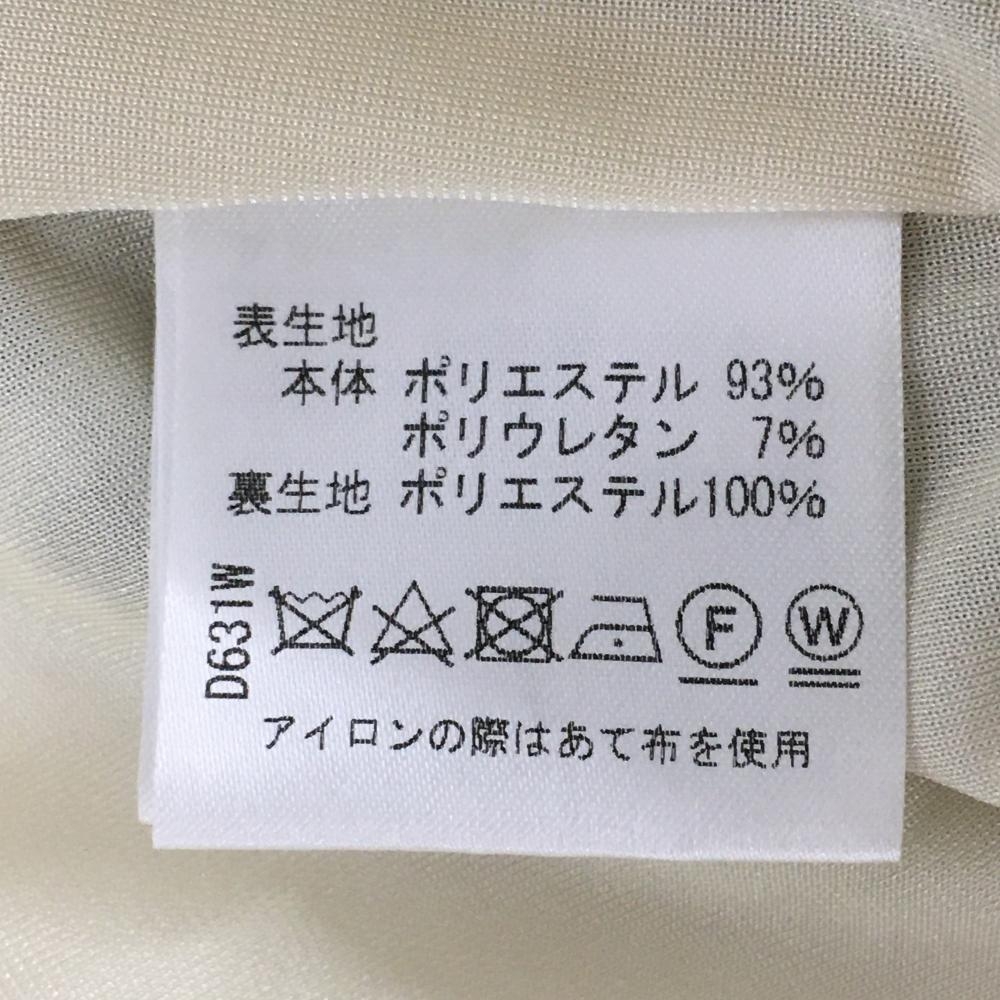 表生地
本体 ポリエステル 93%
ポリウレタン 7%
裏生地 ポリエステル100%
D631W
F W
アイロンの際はあて布を使用